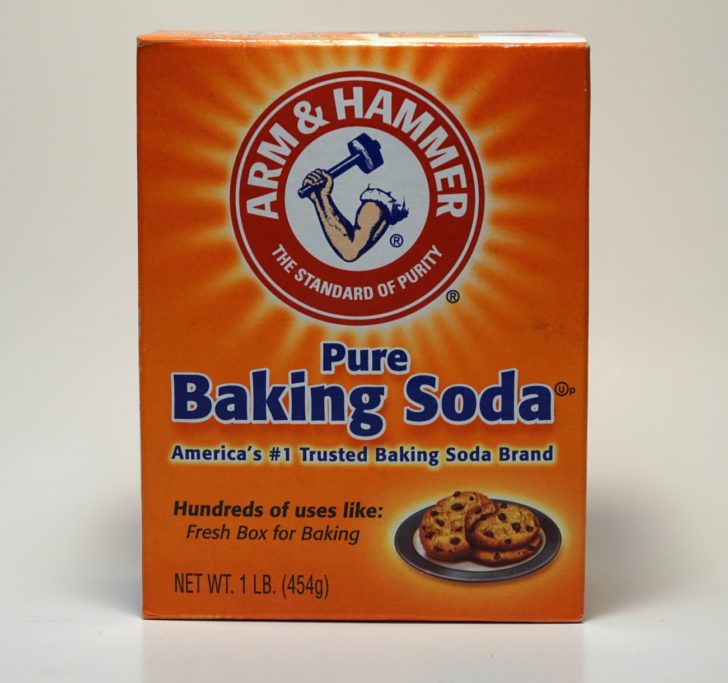 ARM & HAMMER
®
THE STANDARD OF PURITY
®
Pure
Baking Soda ⓊP
America's #1 Trusted Baking Soda Brand
Hundreds of uses like:
Fresh Box for Baking
NET WT. 1 LB. (454g)